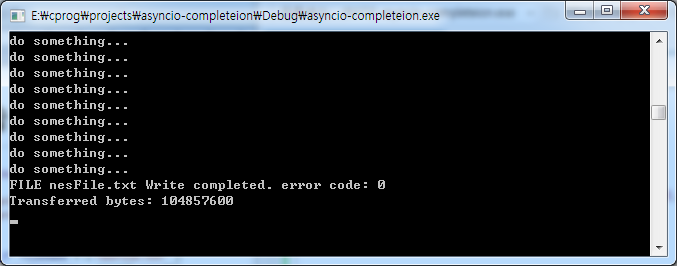 E:₩cprog₩projects₩asyncio-completeion₩Debug₩asyncio-completeion.exe
do something...
do something...
do something...
do something...
do something...
do something...
do something...
do something...
do something...
FILE nesFile.txt Write completed. error code: 0
Transferred bytes: 104857600